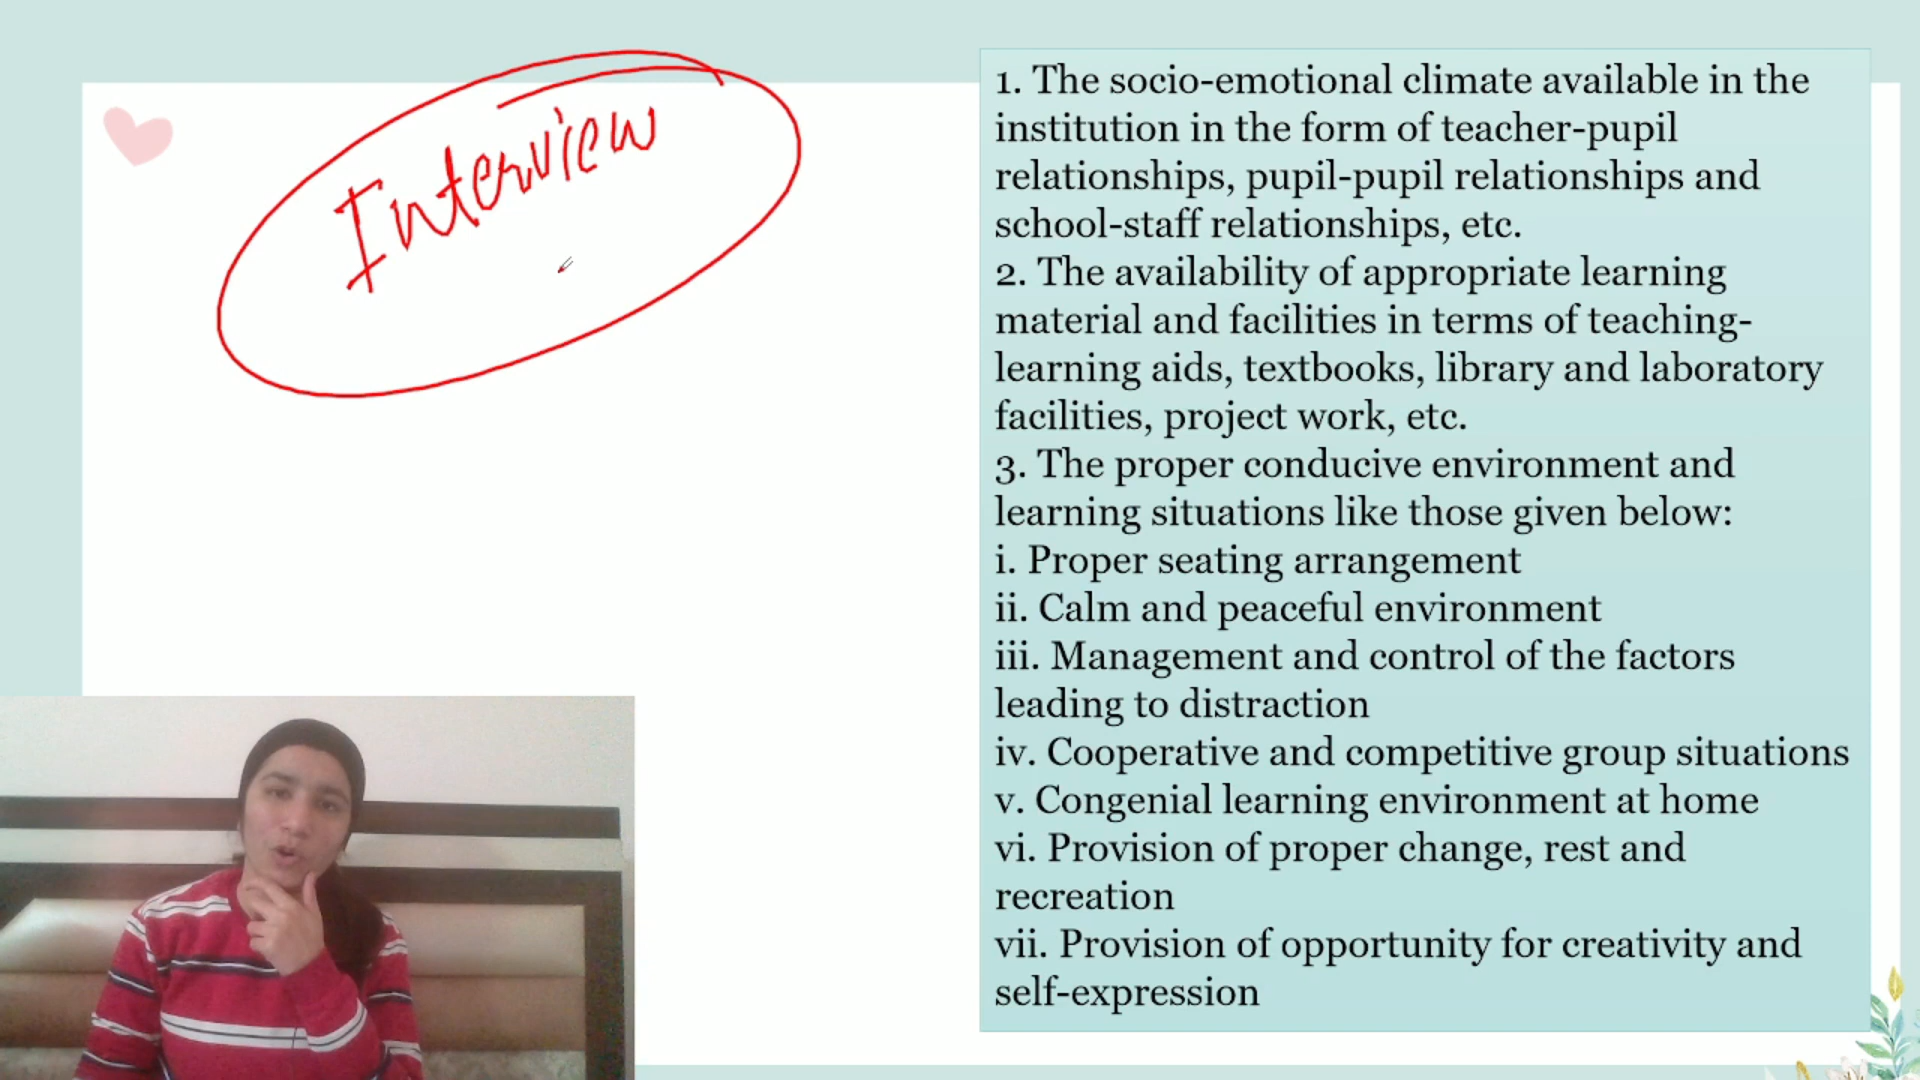 Interview
1. The socio-emotional climate available in the
institution in the form of teacher-pupil
relationships, pupil-pupil relationships and
school-staff relationships, etc.
2. The availability of appropriate learning
material and facilities in terms of teaching-
learning aids, textbooks, library and laboratory
facilities, project work, etc.
3. The proper conducive environment and
learning situations like those given below:
i. Proper seating arrangement
ii. Calm and peaceful environment
iii. Management and control of the factors
leading to distraction
iv. Cooperative and competitive group situations
v. Congenial learning environment at home
vi. Provision of proper change, rest and
recreation
vii. Provision of opportunity for creativity and
self-expression